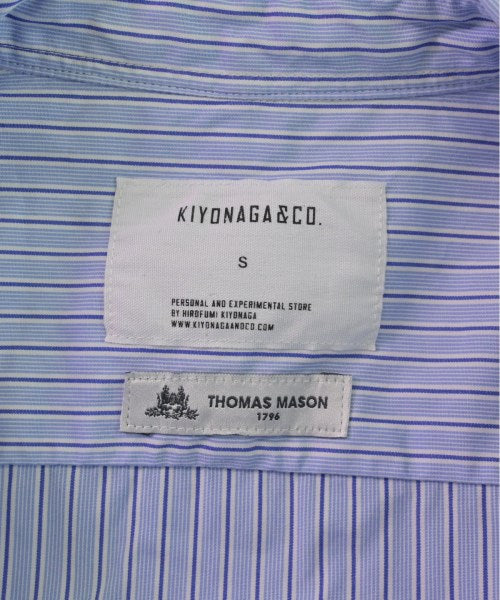 KIYONAGA&CO.
S
PERSONAL AND EXPERIMENTAL STORE
BY HIROFUMI KIYONAGA
WWW.KIYONAGAANDCO.COM
THOMAS MASON
1796